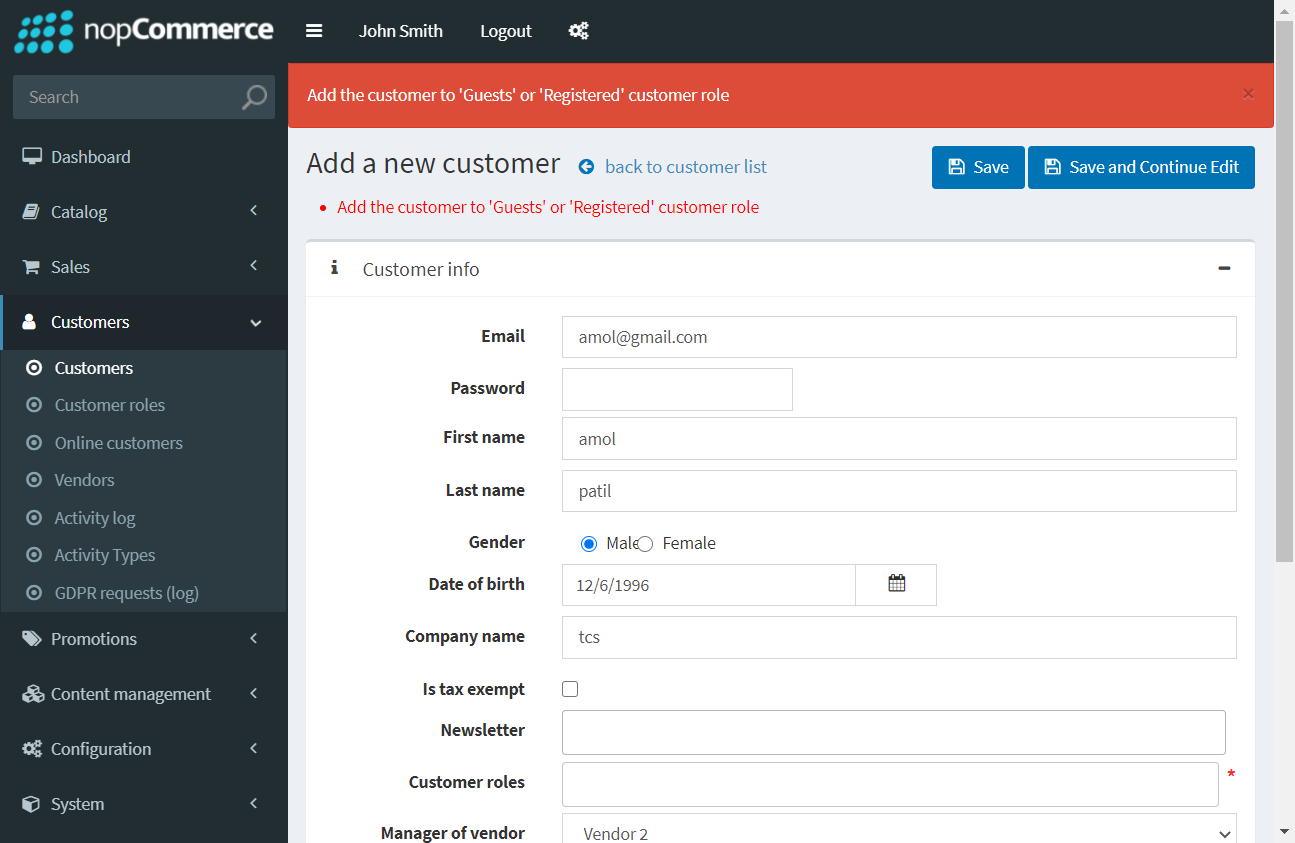 nopCommerce
John Smith
Logout
Search
Dashboard
Catalog
Sales
Customers
Customers
Customer roles
Online customers
Vendors
Activity log
Activity Types
GDPR requests (log)
Promotions
Content management
Configuration
System
Add the customer to 'Guests' or 'Registered' customer role
×
Add a new customer
back to customer list
Save
Save and Continue Edit
Add the customer to 'Guests' or 'Registered' customer role
Customer info
Email
amol@gmail.com
Password
First name
amol
Last name
patil
Gender
Male
Female
Date of birth
12/6/1996
Company name
tcs
Is tax exempt
Newsletter
Customer roles
*
Manager of vendor
Vendor 2